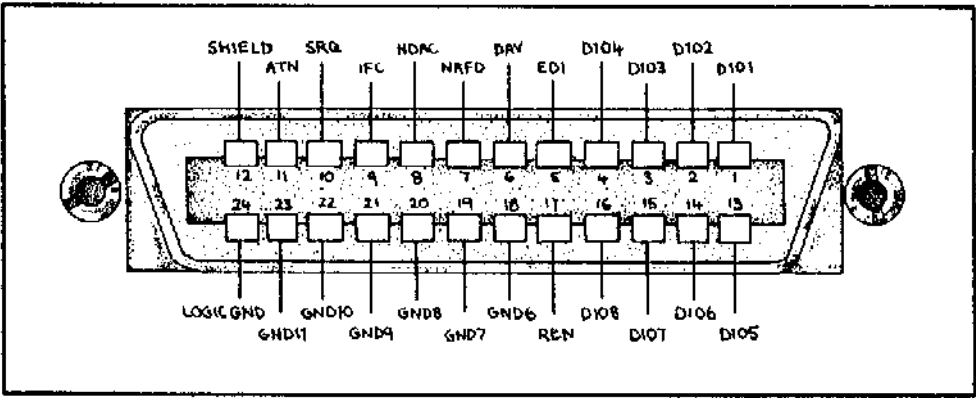 SHIELD SRQ NDAC DAV DIO4 DIO2
ATN IFC NRFD EDI DIO3 DIO1
12 11 10 9 8 7 6 5 4 3 2 1
24 23 22 21 20 19 18 17 16 15 14 13
LOGIC GND GND10 GND8 GND6 DIO8 DIO6
GND11 GND9 GND7 REN DIO7 DIO5